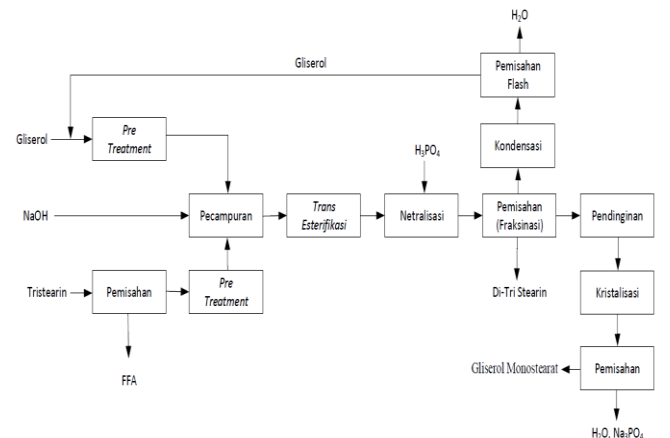 H₂O
Gliserol
Pemisahan
Flash
Gliserol
Pre
Treatment
H₃PO₄
Kondensasi
NaOH
Pecampuran
Trans
Esterifikasi
Netralisasi
Pemisahan
(Fraksinasi)
Pendinginan
Tristearin
Pemisahan
Pre
Treatment
Di-Tri Stearin
Kristalisasi
FFA
Gliserol Monostearat
Pemisahan
H₂O, Na₃PO₄